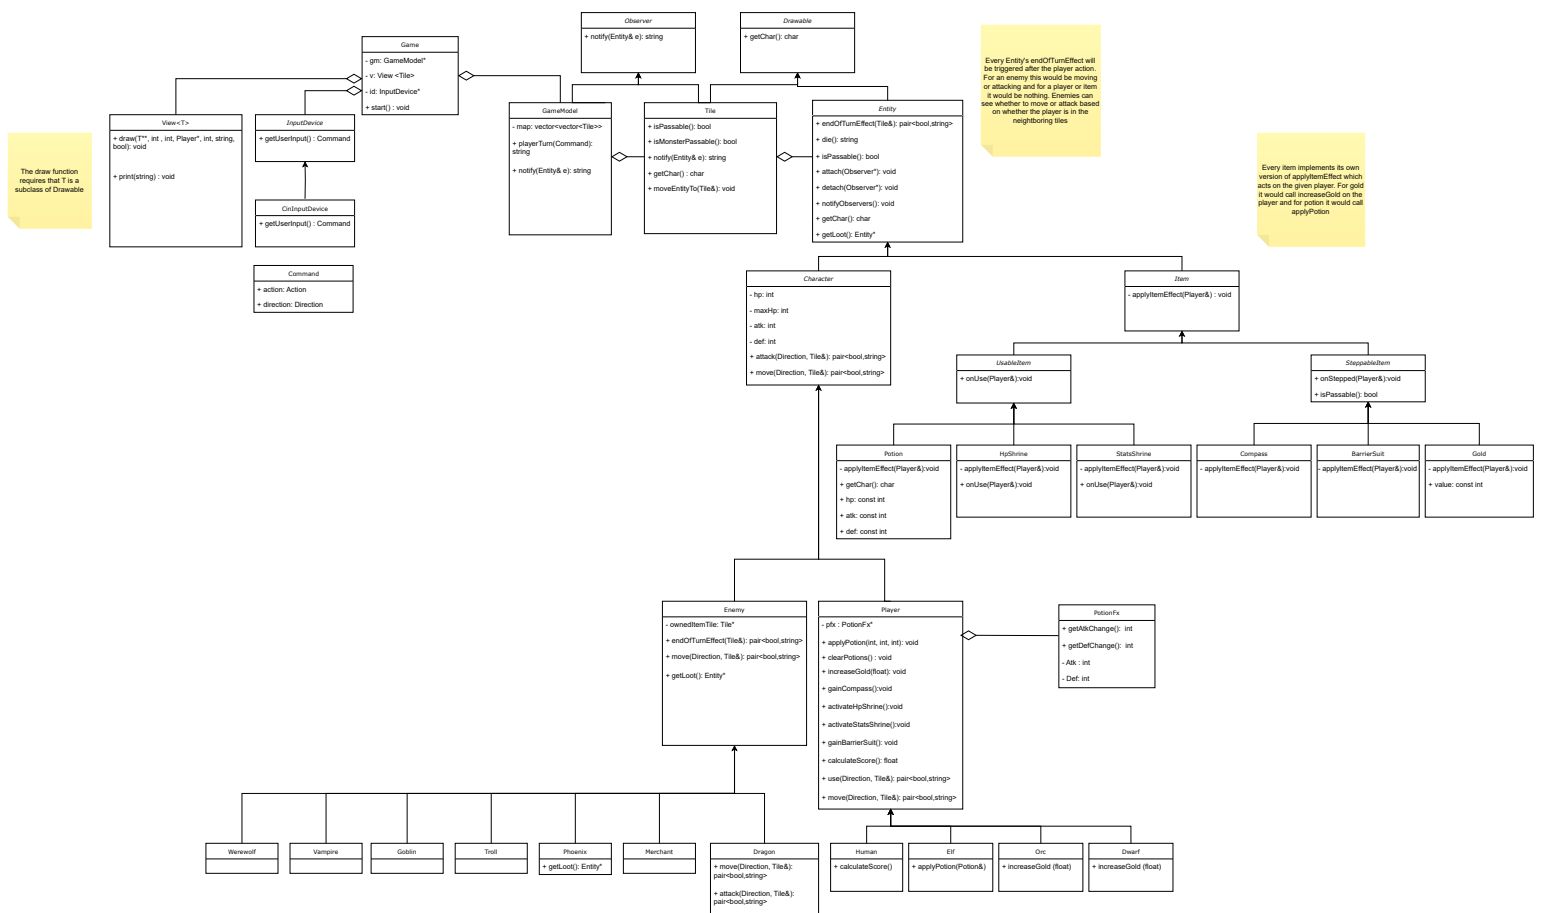 Observer
+ notify(Entity& e): string
Drawable
+ getChar(): char
Every Entity's endOfTurnEffect will
be triggered after the player action.
For an enemy this would be moving
or attacking and for a player or item
it would be nothing. Enemies can
see whether to move or attack based
on whether the player is in the
neighboring tiles
Game
- gm: GameModel*
- v: View <Tile>
- id: InputDevice*
+ start() : void
The draw function
requires that T is a
subclass of Drawable
View<T>
+ draw(T**, int , int, Player*, int, string,
bool): void
+ print(string) : void
InputDevice
+ getUserInput() : Command
CinInputDevice
+ getUserInput() : Command
Command
+ action: Action
+ direction: Direction
GameModel
- map: vector<vector<Tile>>
+ playerTurn(Command):
string
+ notify(Entity& e): string
Tile
+ isPassable(): bool
+ isMonsterPassable(): bool
+ notify(Entity& e): string
+ getChar() : char
+ moveEntityTo(Tile&): void
Entity
+ endOfTurnEffect(Tile&): pair<bool,string>
+ die(): string
+ isPassable(): bool
+ attach(Observer*): void
+ detach(Observer*): void
+ notifyObservers(): void
+ getChar(): char
+ getLoot(): Entity*
Every item implements its own
version of applyItemEffect which
acts on the given player. For gold
it would call increaseGold on the
player and for potion it would call
applyPotion
Character
- hp: int
- maxHp: int
- atk: int
- def: int
+ attack(Direction, Tile&): pair<bool,string>
+ move(Direction, Tile&): pair<bool,string>
Item
- applyItemEffect(Player&) : void
UsableItem
+ onUse(Player&):void
SteppableItem
+ onStepped(Player&):void
+ isPassable(): bool
Potion
- applyItemEffect(Player&):void
+ getChar(): char
+ hp: const int
+ atk: const int
+ def: const int
HpShrine
- applyItemEffect(Player&):void
+ onUse(Player&):void
StatsShrine
- applyItemEffect(Player&):void
+ onUse(Player&):void
Compass
- applyItemEffect(Player&):void
BarrierSuit
- applyItemEffect(Player&):void
Gold
- applyItemEffect(Player&):void
+ value: const int
Enemy
- ownedItemTile: Tile*
+ endOfTurnEffect(Tile&): pair<bool,string>
+ move(Direction, Tile&): pair<bool,string>
+ getLoot(): Entity*
Player
- pfx : PotionFx*
+ applyPotion(int, int, int): void
+ clearPotions() : void
+ increaseGold(float): void
+ gainCompass():void
+ activateHpShrine():void
+ activateStatsShrine():void
+ gainBarrierSuit(): void
+ calculateScore(): float
+ use(Direction, Tile&): pair<bool,string>
+ move(Direction, Tile&): pair<bool,string>
PotionFx
+ getAtkChange(): int
+ getDefChange(): int
- Atk : int
- Def: int
Werewolf
Vampire
Goblin
Troll
Phoenix
+ getLoot(): Entity*
Merchant
Dragon
+ move(Direction, Tile&):
pair<bool,string>
+ attack(Direction, Tile&):
pair<bool,string>
Human
+ calculateScore()
Elf
+ applyPotion(Potion&)
Orc
+ increaseGold (float)
Dwarf
+ increaseGold (float)